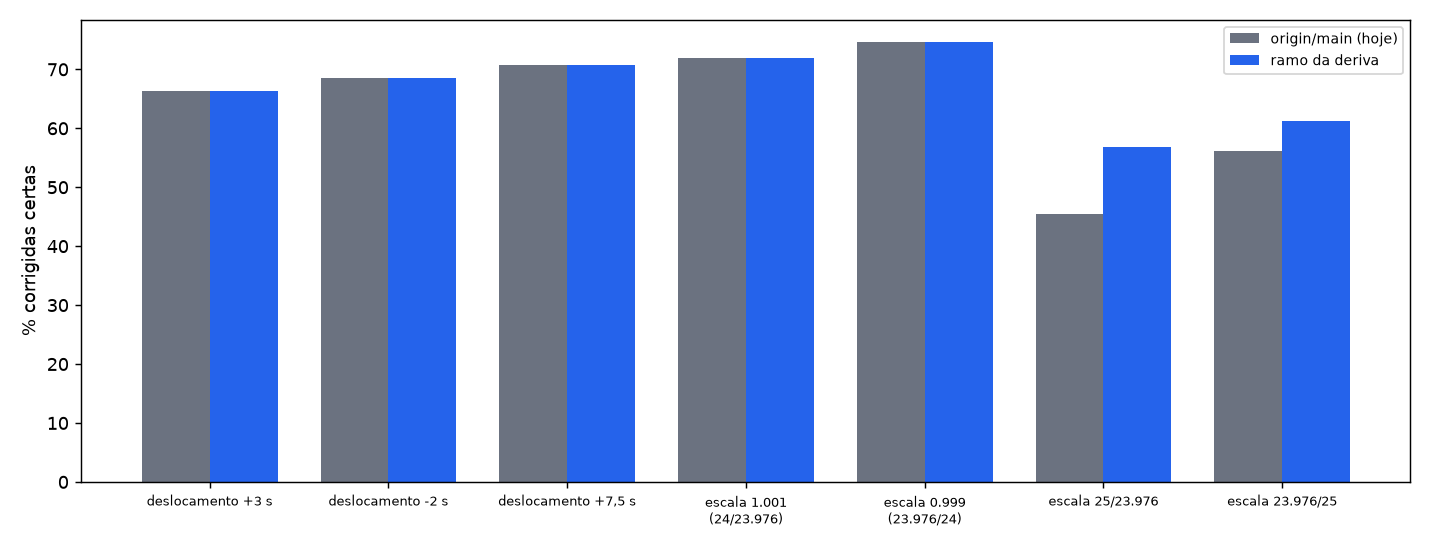 origin/main (hoje)
ramo da deriva
% corrigidas certas
70
60
50
40
30
20
10
0
deslocamento +3 s
deslocamento -2 s
deslocamento +7,5 s
escala 1.001
(24/23.976)
escala 0.999
(23.976/24)
escala 25/23.976
escala 23.976/25